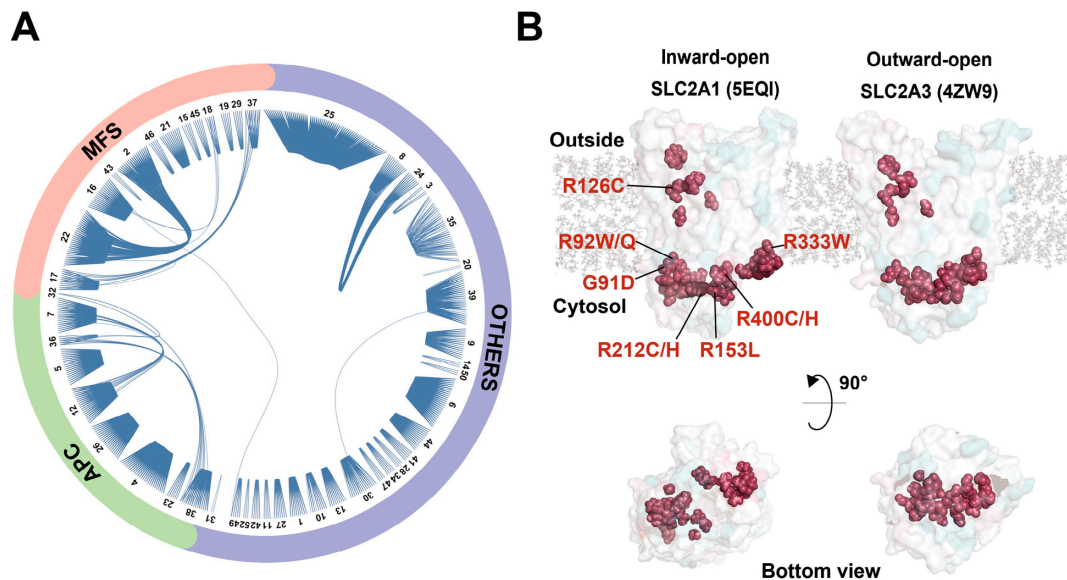 A
MFS
APC
OTHERS
37
29
19
18
45
15
21
46
2
43
16
22
17
32
7
36
5
12
26
4
23
38
31
25
8
24
3
35
20
39
9
1450
6
44
41
28
34
47
30
13
10
1
27
11
42
52
49
B
Inward-open
SLC2A1 (5EQI)
Outward-open
SLC2A3 (4ZW9)
Outside
R126C
R92W/Q
R333W
G91D
Cytosol
R400C/H
R212C/H
R153L
90°
Bottom view